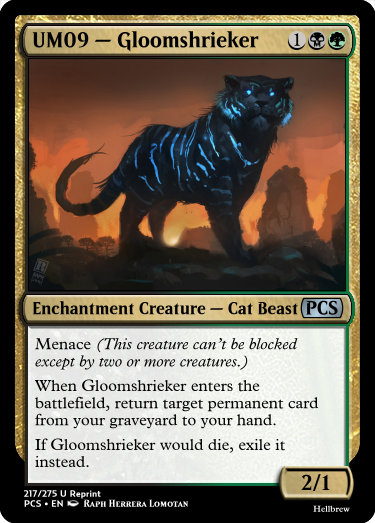 UM09 — Gloomshrieker 1
Enchantment Creature — Cat Beast PCS
Menace (This creature can't be blocked
except by two or more creatures.)
When Gloomshrieker enters the
battlefield, return target permanent card
from your graveyard to your hand.
If Gloomshrieker would die, exile it
instead.
2/1
217/275 U Reprint
PCS • EN Raph Herrera Lomotan
Hellbrew